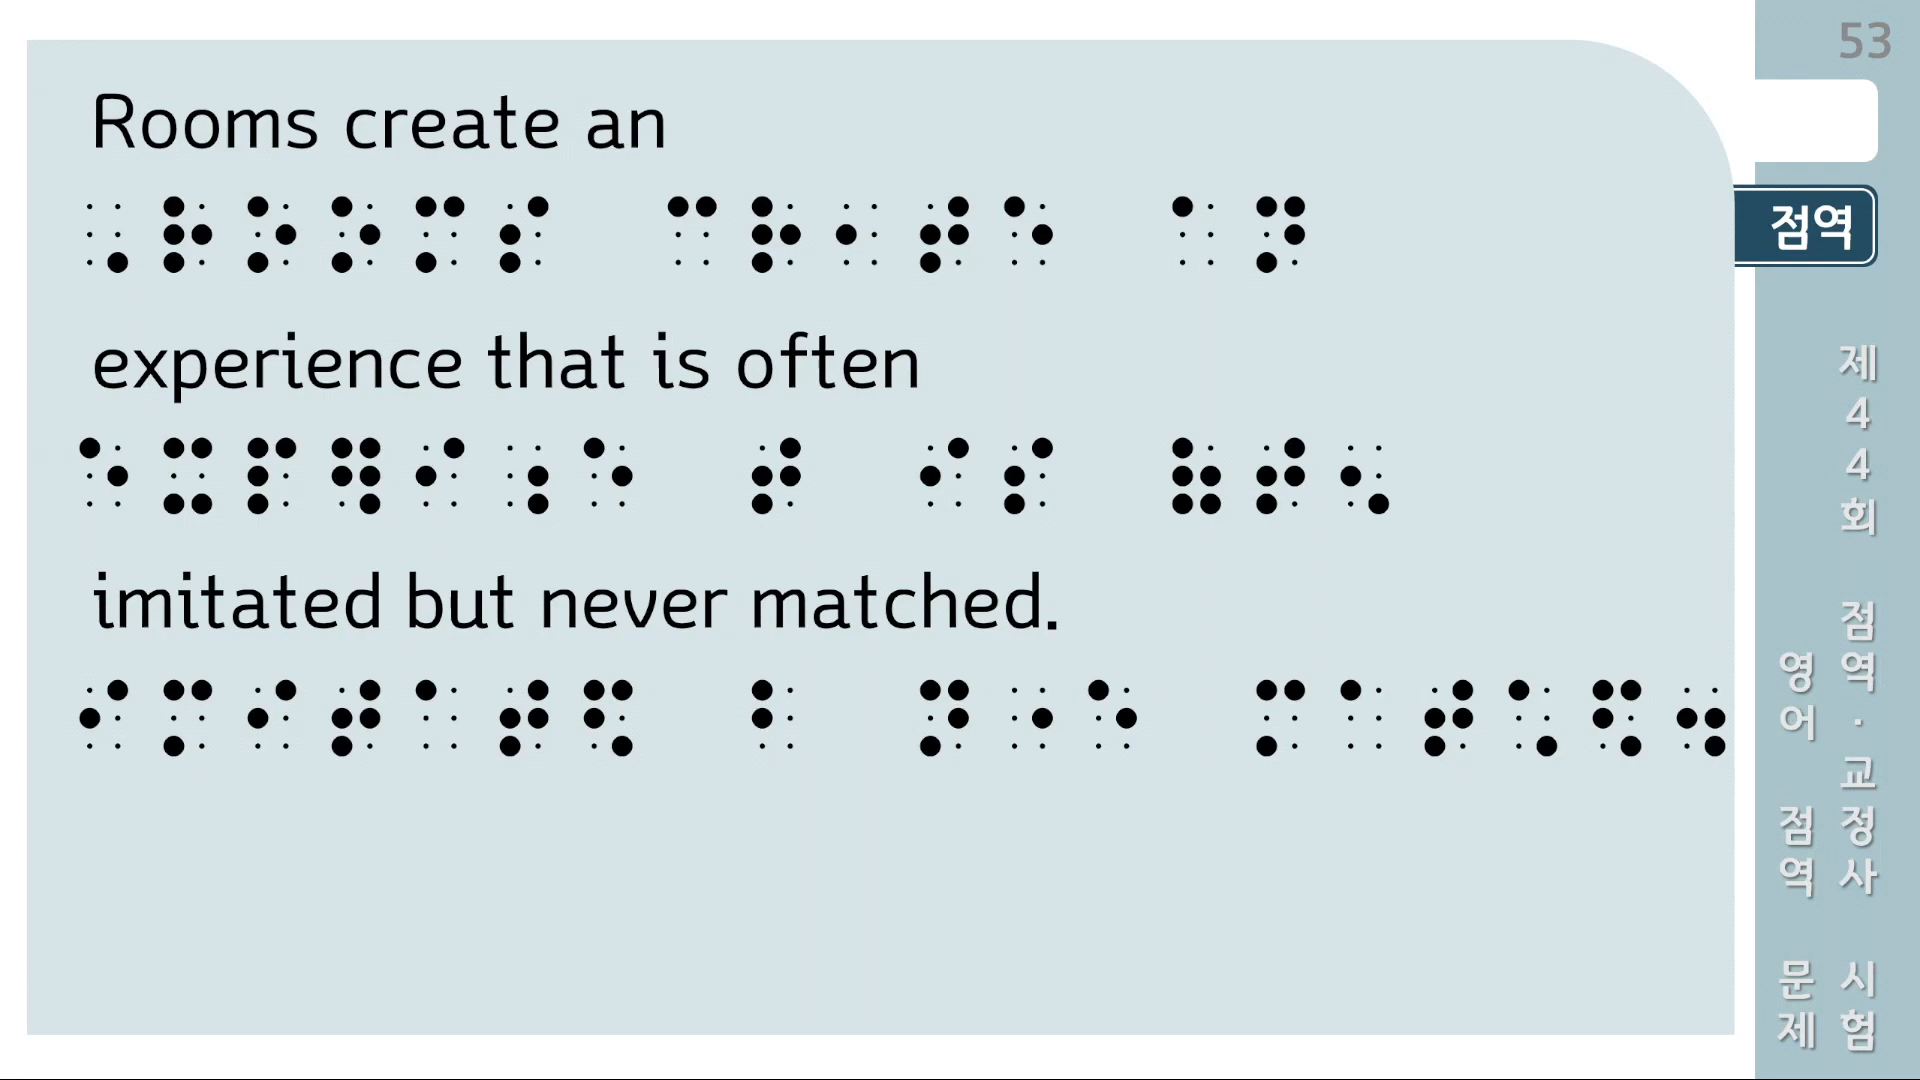 53
Rooms create an
⠠⠗⠕⠕⠍⠎ ⠉⠗⠂⠞⠑ ⠁⠝
experience that is often
⠑⠭⠏⠻⠊⠰⠑ ⠞ ⠊⠎ ⠷⠞⠢
imitated but never matched.
⠊⠍⠊⠞⠁⠞⠫ ⠃ ⠝⠐⠑ ⠍⠁⠞⠡⠫⠲
점역
제44회 점역·교정사 시험
영어 점역 문제